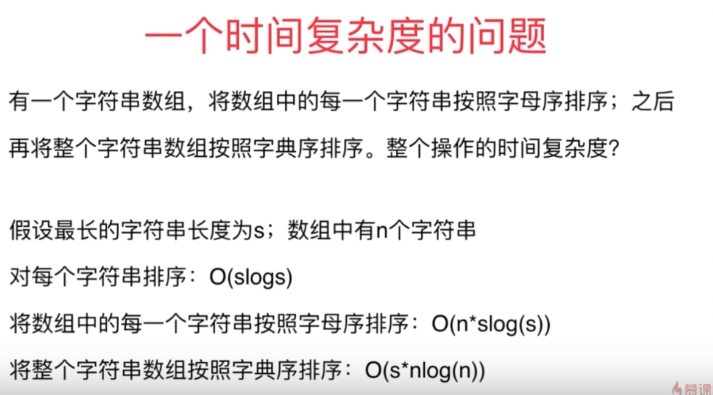 一个时间复杂度的问题
有一个字符串数组，将数组中的每一个字符串按照字母序排序；之后
再将整个字符串数组按照字典序排序。整个操作的时间复杂度？
假设最长的字符串长度为s；数组中有n个字符串
对每个字符串排序：O(slogs)
将数组中的每一个字符串按照字母序排序：O(n*slog(s))
将整个字符串数组按照字典序排序：O(s*nlog(n))
慕课